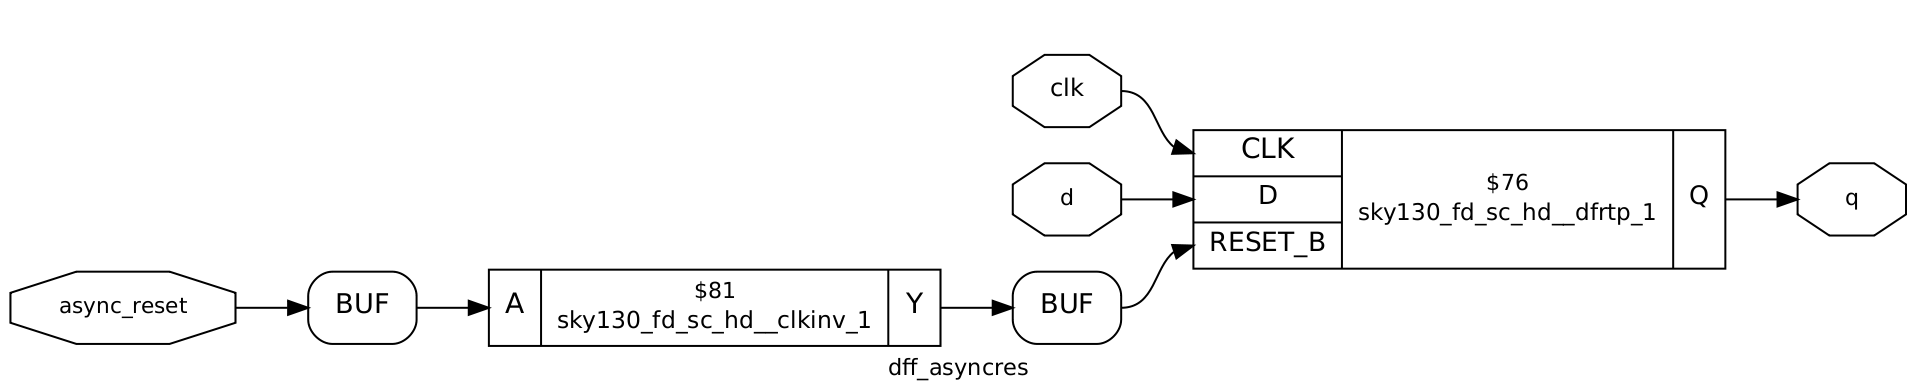 clk
CLK
$76
d
D
sky130_fd_sc_hd__dfrtp_1
Q
q
RESET_B
async_reset
BUF
A
$81
sky130_fd_sc_hd__clkinv_1
Y
BUF
dff_asyncres